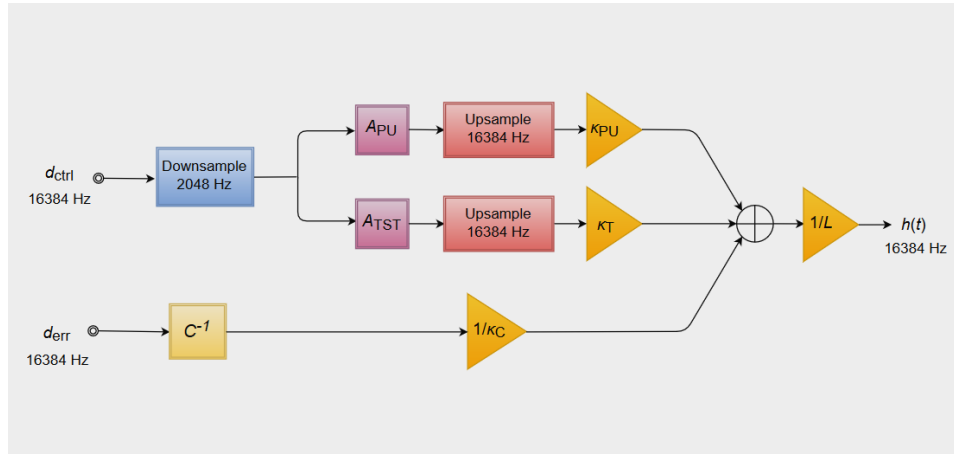 d_ctrl
16384 Hz
Downsample
2048 Hz
A_PU
Upsample
16384 Hz
κ_PU
A_TST
Upsample
16384 Hz
κ_T
1/L
h(t)
16384 Hz
d_err
16384 Hz
C⁻¹
1/κ_C